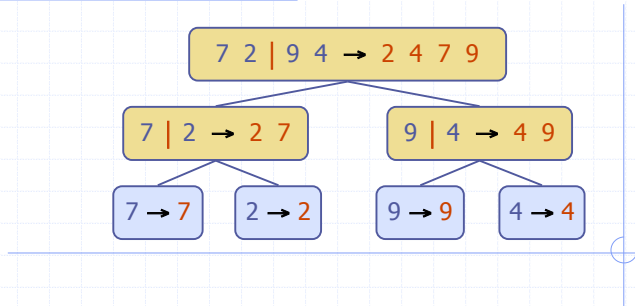 7 2 | 9 4 → 2 4 7 9
7 | 2 → 2 7
9 | 4 → 4 9
7 → 7
2 → 2
9 → 9
4 → 4